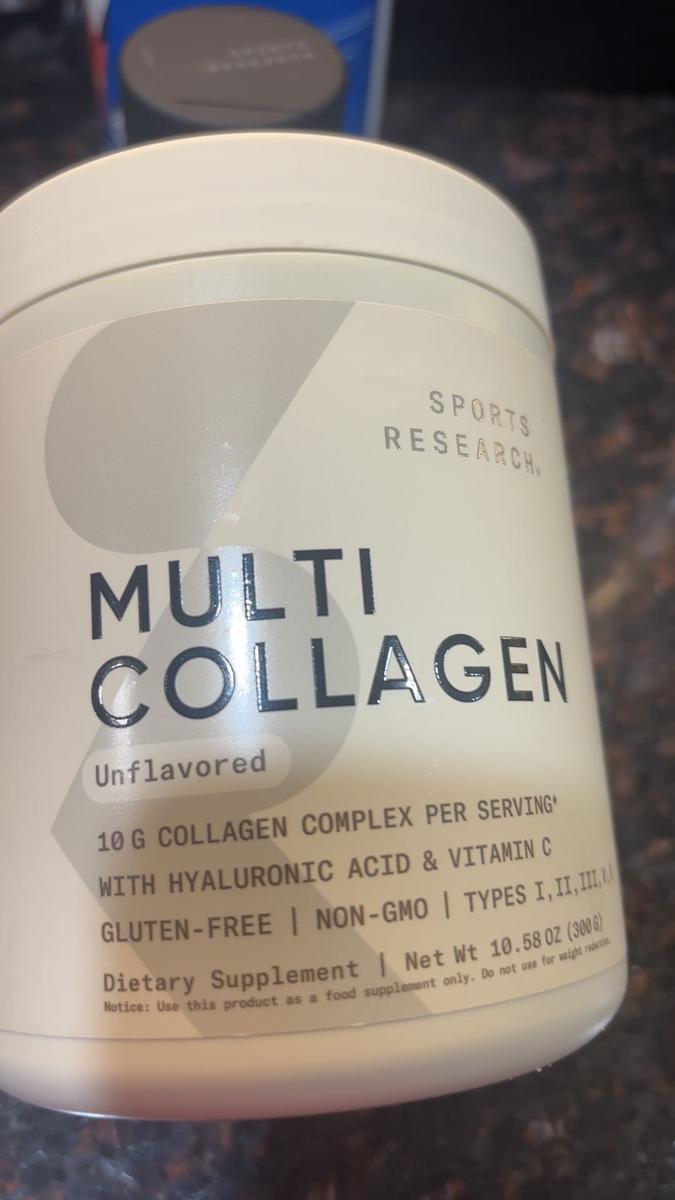 SPORTS
RESEARCH
SPORTS
RESEARCH®
MULTI
COLLAGEN
Unflavored
10 G COLLAGEN COMPLEX PER SERVING♦
WITH HYALURONIC ACID & VITAMIN C
GLUTEN-FREE | NON-GMO | TYPES I,II,III,V,
Dietary Supplement | Net Wt 10.58 OZ (300 G)
Notice: Use this product as a food supplement only. Do not use for weight reduction.